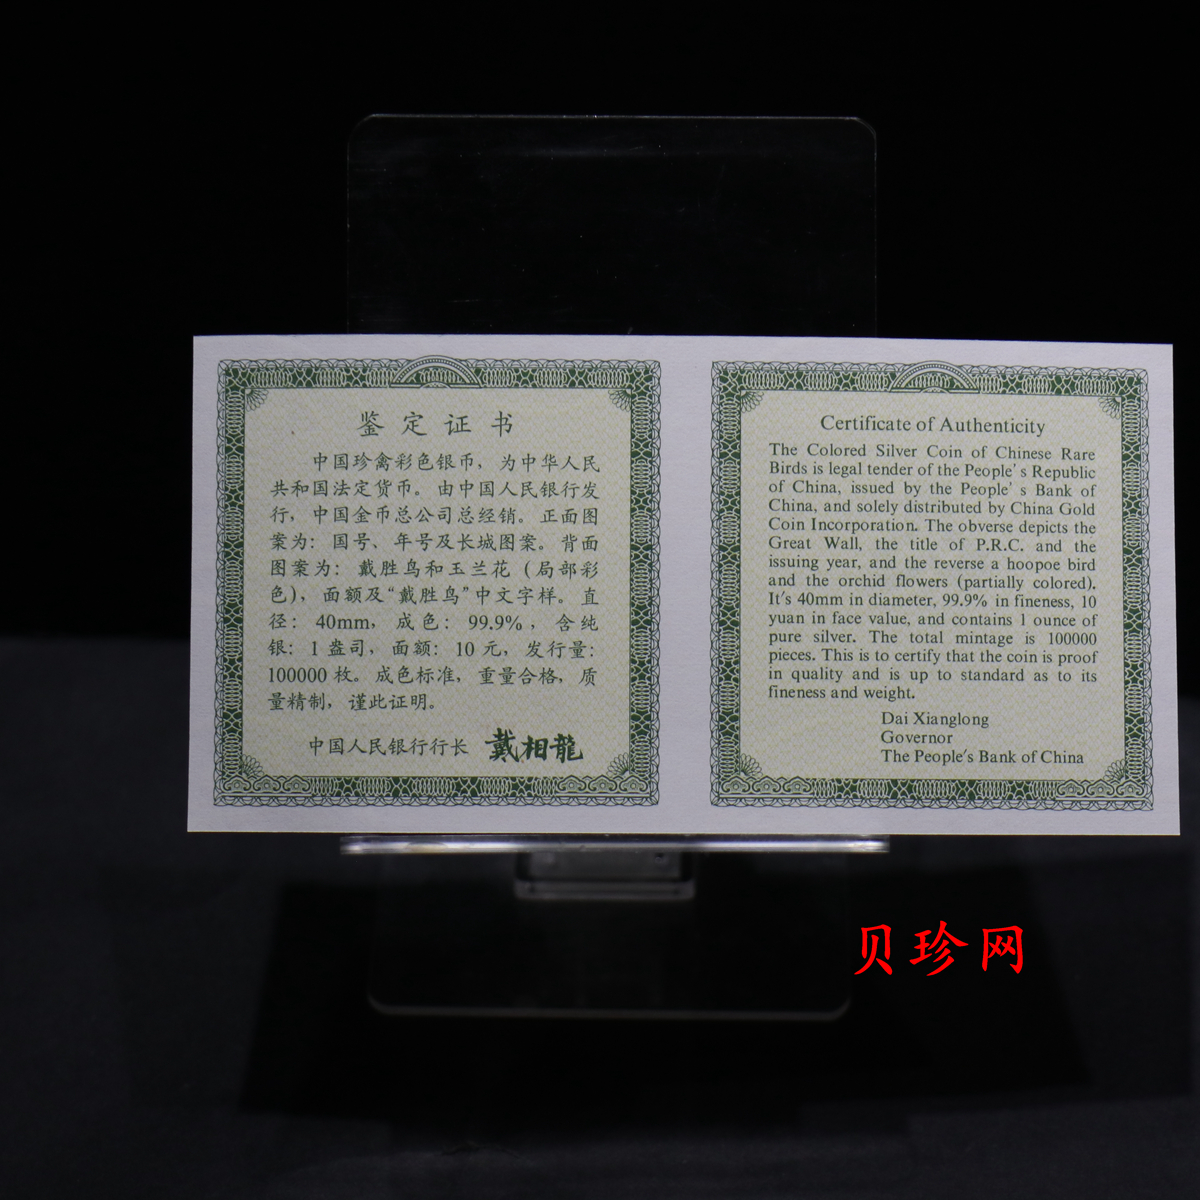 鉴定证书
中国珍禽彩色银币，为中华人民
共和国法定货币。由中国人民银行发
行，中国金币总公司总经销。正面图
案为：国号、年号及长城图案。背面
图案为：戴胜鸟和玉兰花（局部彩
色），面额及“戴胜鸟”中文字样。直
径：40mm，成色：99.9%，含纯
银：1盎司，面额：10元，发行量：
100000枚。成色标准，重量合格，质
量精制，谨此证明。
中国人民银行行长 戴相龍
Certificate of Authenticity
The Colored Silver Coin of Chinese Rare
Birds is legal tender of the People's Republic
of China, issued by the People's Bank of
China, and solely distributed by China Gold
Coin Incorporation. The obverse depicts the
Great Wall, the title of P.R.C. and the
issuing year, and the reverse a hoopoe bird
and the orchid flowers (partially colored).
It's 40mm in diameter, 99.9% in fineness, 10
yuan in face value, and contains 1 ounce of
pure silver. The total mintage is 100000
pieces. This is to certify that the coin is proof
in quality and is up to standard as to its
fineness and weight.
Dai Xianglong
Governor
The People's Bank of China
贝珍网